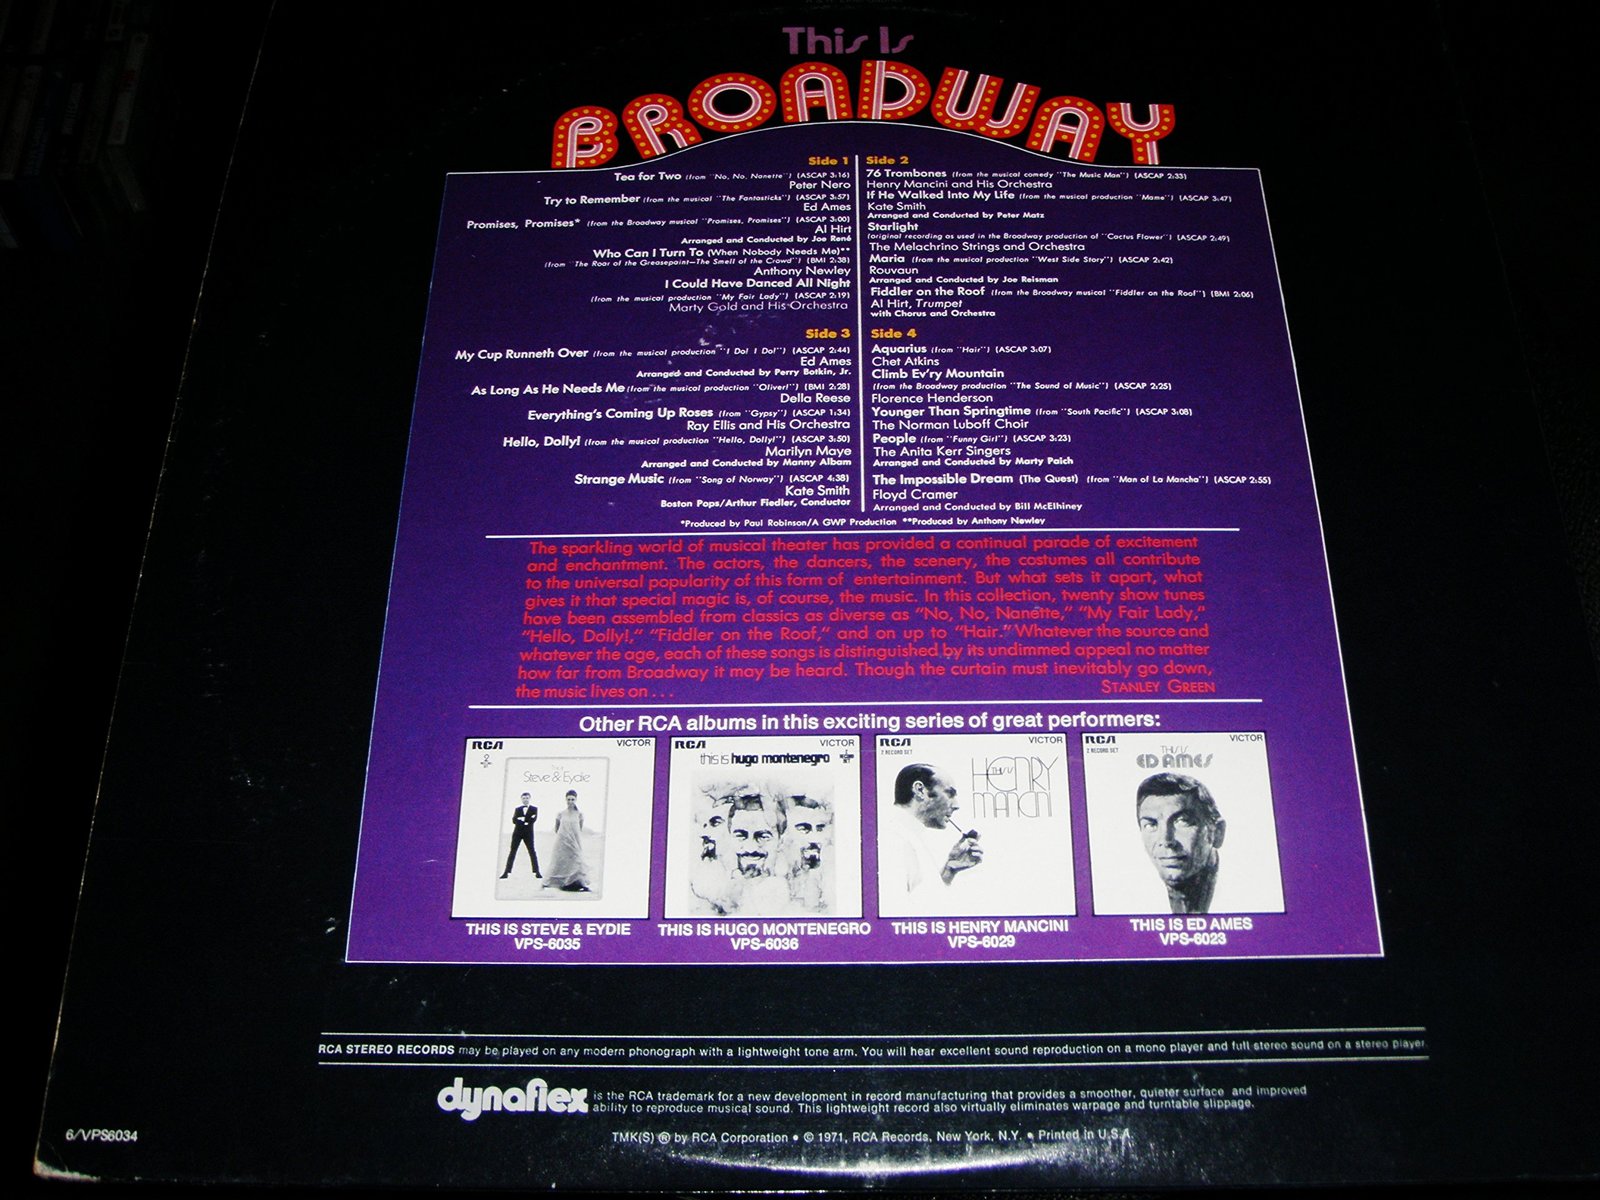 This Is
BROADWAY
Side 1
Tea for Two (from "No, No, Nanette") (ASCAP 3:16)
Peter Nero
Try to Remember (from the musical "The Fantasticks") (ASCAP 3:57)
Ed Ames
Promises, Promises* (from the Broadway musical "Promises, Promises") (ASCAP 3:00)
Al Hirt
Arranged and Conducted by Joe René
Who Can I Turn To (When Nobody Needs Me)**
(from "The Roar of the Greasepaint—The Smell of the Crowd") (BMI 2:38)
Anthony Newley
I Could Have Danced All Night
(from the musical production "My Fair Lady") (ASCAP 2:19)
Marty Gold and His Orchestra
Side 2
76 Trombones (from the musical comedy "The Music Man") (ASCAP 2:33)
Henry Mancini and His Orchestra
If He Walked Into My Life (from the musical production "Mame") (ASCAP 3:47)
Kate Smith
Arranged and Conducted by Peter Matz
Starlight
(original recording as used in the Broadway production of "Cactus Flower") (ASCAP 2:49)
The Melachrino Strings and Orchestra
Maria (from the musical production "West Side Story") (ASCAP 2:42)
Rouvaun
Arranged and Conducted by Joe Reisman
Fiddler on the Roof (from the Broadway musical "Fiddler on the Roof") (BMI 2:06)
Al Hirt, Trumpet
with Chorus and Orchestra
Side 3
My Cup Runneth Over (from the musical production "I Do! I Do!") (ASCAP 2:44)
Ed Ames
Arranged and Conducted by Perry Botkin, Jr.
As Long As He Needs Me (from the musical production "Oliver!") (BMI 2:28)
Della Reese
Everything's Coming Up Roses (from "Gypsy") (ASCAP 1:34)
Ray Ellis and His Orchestra
Hello, Dolly! (from the musical production "Hello, Dolly!") (ASCAP 3:50)
Marilyn Maye
Arranged and Conducted by Manny Albam
Strange Music (from "Song of Norway") (ASCAP 4:38)
Kate Smith
Boston Pops/Arthur Fiedler, Conductor
Side 4
Aquarius (from "Hair") (ASCAP 3:07)
Chet Atkins
Climb Ev'ry Mountain
(from the Broadway production "The Sound of Music") (ASCAP 2:25)
Florence Henderson
Younger Than Springtime (from "South Pacific") (ASCAP 3:08)
The Norman Luboff Choir
People (from "Funny Girl") (ASCAP 3:23)
The Anita Kerr Singers
Arranged and Conducted by Marty Paich
The Impossible Dream (The Quest) (from "Man of La Mancha") (ASCAP 2:55)
Floyd Cramer
Arranged and Conducted by Bill McElhiney
*Produced by Paul Robinson/A GWP Production **Produced by Anthony Newley
The sparkling world of musical theater has provided a continual parade of excitement
and enchantment. The actors, the dancers, the scenery, the costumes all contribute
to the universal popularity of this form of entertainment. But what sets it apart, what
gives it that special magic is, of course, the music. In this collection, twenty show tunes
have been assembled from classics as diverse as "No, No, Nanette," "My Fair Lady,"
"Hello, Dolly!," "Fiddler on the Roof," and on up to "Hair." Whatever the source and
whatever the age, each of these songs is distinguished by its undimmed appeal no matter
how far from Broadway it may be heard. Though the curtain must inevitably go down,
the music lives on . . . STANLEY GREEN
Other RCA albums in this exciting series of great performers:
RCA VICTOR
This is
Steve & Eydie
THIS IS STEVE & EYDIE
VPS-6035
RCA VICTOR
this is hugo montenegro
THIS IS HUGO MONTENEGRO
VPS-6036
RCA VICTOR
2 RECORD SET
THIS IS
HENRY
MANCINI
THIS IS HENRY MANCINI
VPS-6029
RCA VICTOR
2 RECORD SET
THIS IS
ED AMES
THIS IS ED AMES
VPS-6023
RCA STEREO RECORDS may be played on any modern phonograph with a lightweight tone arm. You will hear excellent sound reproduction on a mono player and full stereo sound on a stereo player.
dynaflex is the RCA trademark for a new development in record manufacturing that provides a smoother, quieter surface and improved
ability to reproduce musical sound. This lightweight record also virtually eliminates warpage and turntable slippage.
6/VPS6034
TMK(S) ® by RCA Corporation • © 1971, RCA Records, New York, N.Y. • Printed in U.S.A.